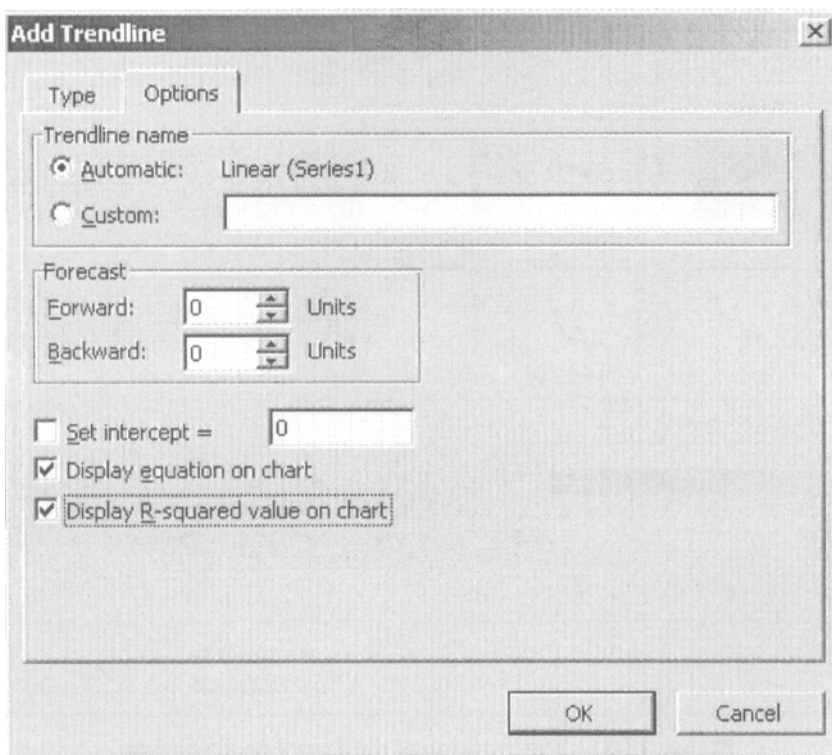 Add Trendline
Type Options
Trendline name
Automatic: Linear (Series1)
Custom:
Forecast
Forward: 0 Units
Backward: 0 Units
Set intercept = 0
Display equation on chart
Display R-squared value on chart
OK Cancel